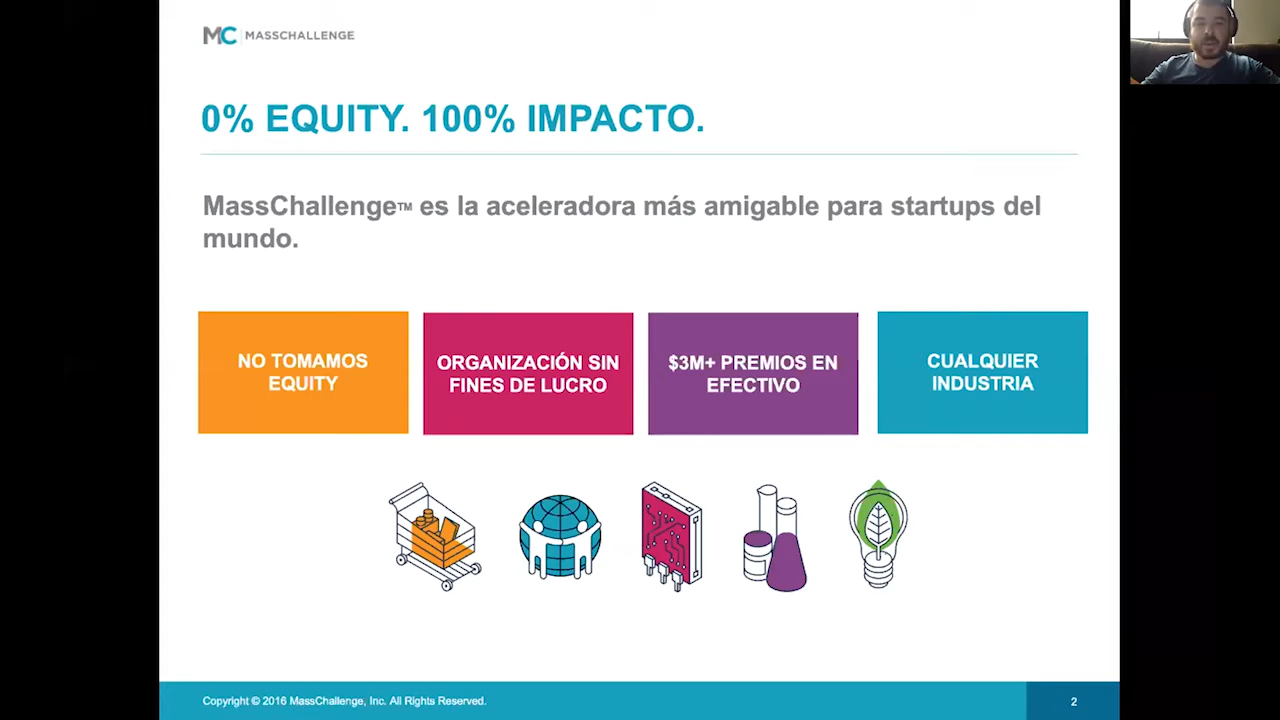 MC MASSCHALLENGE
0% EQUITY. 100% IMPACTO.
MassChallenge™ es la aceleradora más amigable para startups del
mundo.
NO TOMAMOS
EQUITY
ORGANIZACIÓN SIN
FINES DE LUCRO
$3M+ PREMIOS EN
EFECTIVO
CUALQUIER
INDUSTRIA
Copyright © 2016 MassChallenge, Inc. All Rights Reserved.
2